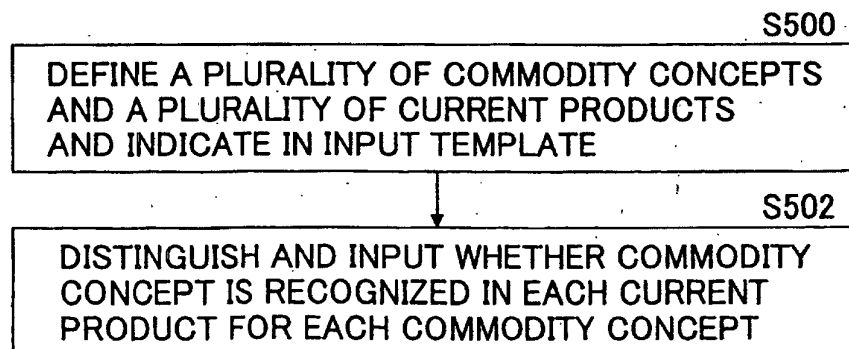 S500
DEFINE A PLURALITY OF COMMODITY CONCEPTS
AND A PLURALITY OF CURRENT PRODUCTS
AND INDICATE IN INPUT TEMPLATE
S502
DISTINGUISH AND INPUT WHETHER COMMODITY
CONCEPT IS RECOGNIZED IN EACH CURRENT
PRODUCT FOR EACH COMMODITY CONCEPT